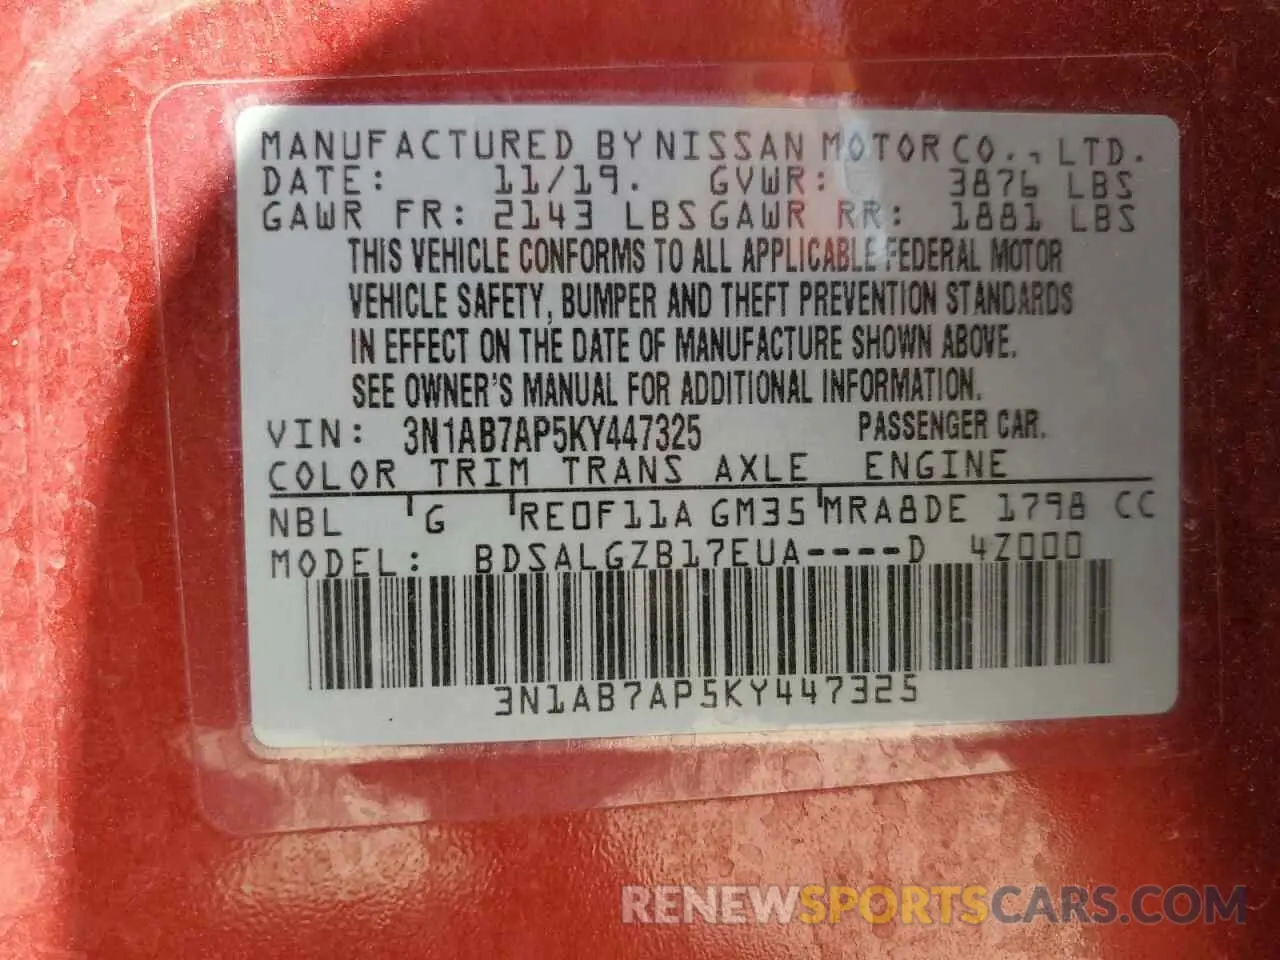 MANUFACTURED BY NISSAN MOTOR CO., LTD.
DATE: 11/19. GVWR: 3876 LBS
GAWR FR: 2143 LBS GAWR RR: 1881 LBS
THIS VEHICLE CONFORMS TO ALL APPLICABLE FEDERAL MOTOR
VEHICLE SAFETY, BUMPER AND THEFT PREVENTION STANDARDS
IN EFFECT ON THE DATE OF MANUFACTURE SHOWN ABOVE.
SEE OWNER'S MANUAL FOR ADDITIONAL INFORMATION.
VIN: 3N1AB7AP5KY447325 PASSENGER CAR.
COLOR TRIM TRANS AXLE ENGINE
NBL G RE0F11A GM35 MRA8DE 1798 CC
MODEL: BDSALGZB17EUA----D 4Z000
3N1AB7AP5KY447325
RENEWSPORTSCARS.COM